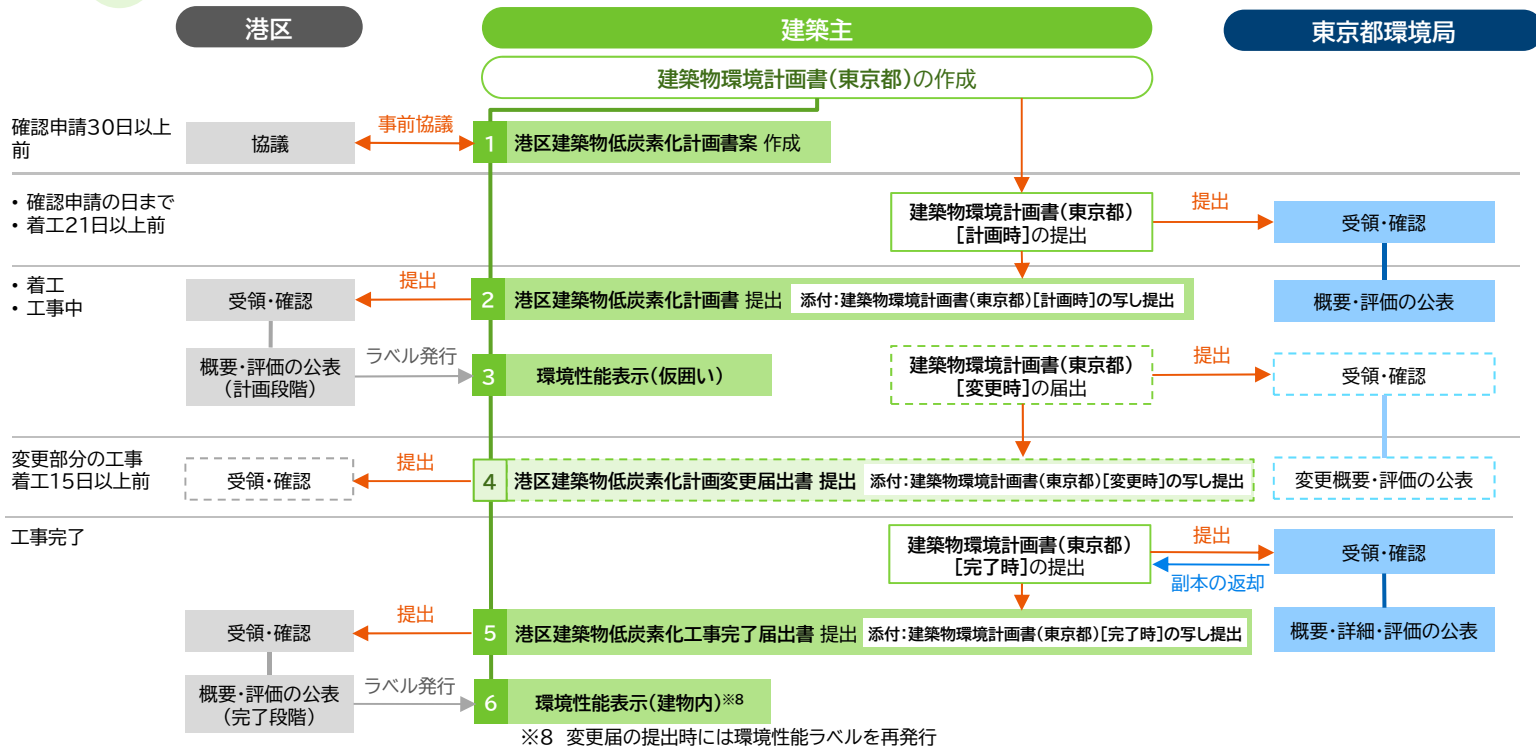 港区
建築主
東京都環境局
建築物環境計画書(東京都)の作成
確認申請30日以上
前
協議
事前協議
1 港区建築物低炭素化計画書案 作成
• 確認申請の日まで
• 着工21日以上前
建築物環境計画書(東京都)
[計画時]の提出
提出
受領・確認
• 着工
• 工事中
受領・確認
提出
2 港区建築物低炭素化計画書 提出 添付:建築物環境計画書(東京都)[計画時]の写し提出
概要・評価の公表
概要・評価の公表
(計画段階)
ラベル発行
3 環境性能表示(仮囲い)
建築物環境計画書(東京都)
[変更時]の届出
提出
受領・確認
変更部分の工事
着工15日以上前
受領・確認
提出
4 港区建築物低炭素化計画変更届出書 提出 添付:建築物環境計画書(東京都)[変更時]の写し提出
変更概要・評価の公表
工事完了
建築物環境計画書(東京都)
[完了時]の提出
提出
副本の返却
受領・確認
受領・確認
提出
5 港区建築物低炭素化工事完了届出書 提出 添付:建築物環境計画書(東京都)[完了時]の写し提出
概要・詳細・評価の公表
概要・評価の公表
(完了段階)
ラベル発行
6 環境性能表示(建物内)※8
※8 変更届の提出時には環境性能ラベルを再発行